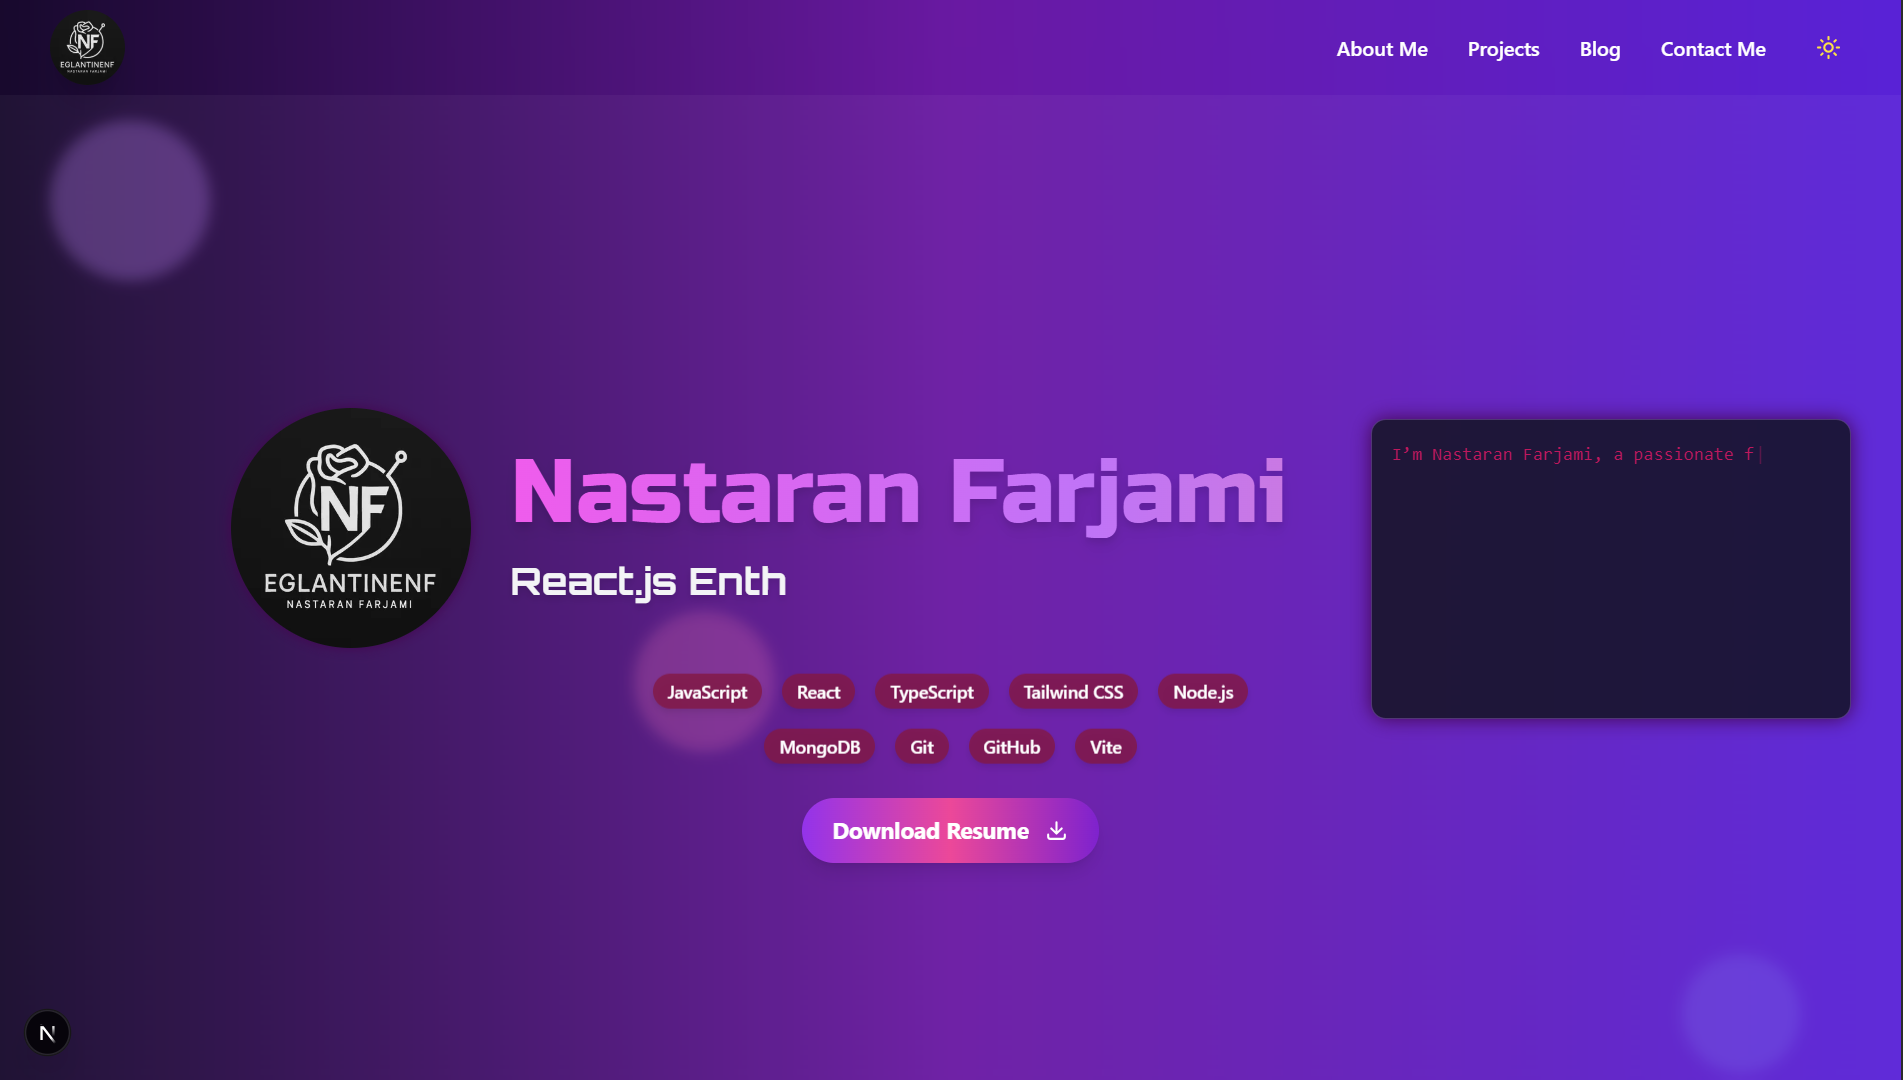 NF
EGLANTINENF
NASTARAN FARJAMI
About Me Projects Blog Contact Me
NF
EGLANTINENF
NASTARAN FARJAMI
Nastaran Farjami
React.js Enth
JavaScript React TypeScript Tailwind CSS Node.js
MongoDB Git GitHub Vite
Download Resume
I’m Nastaran Farjami, a passionate f
N